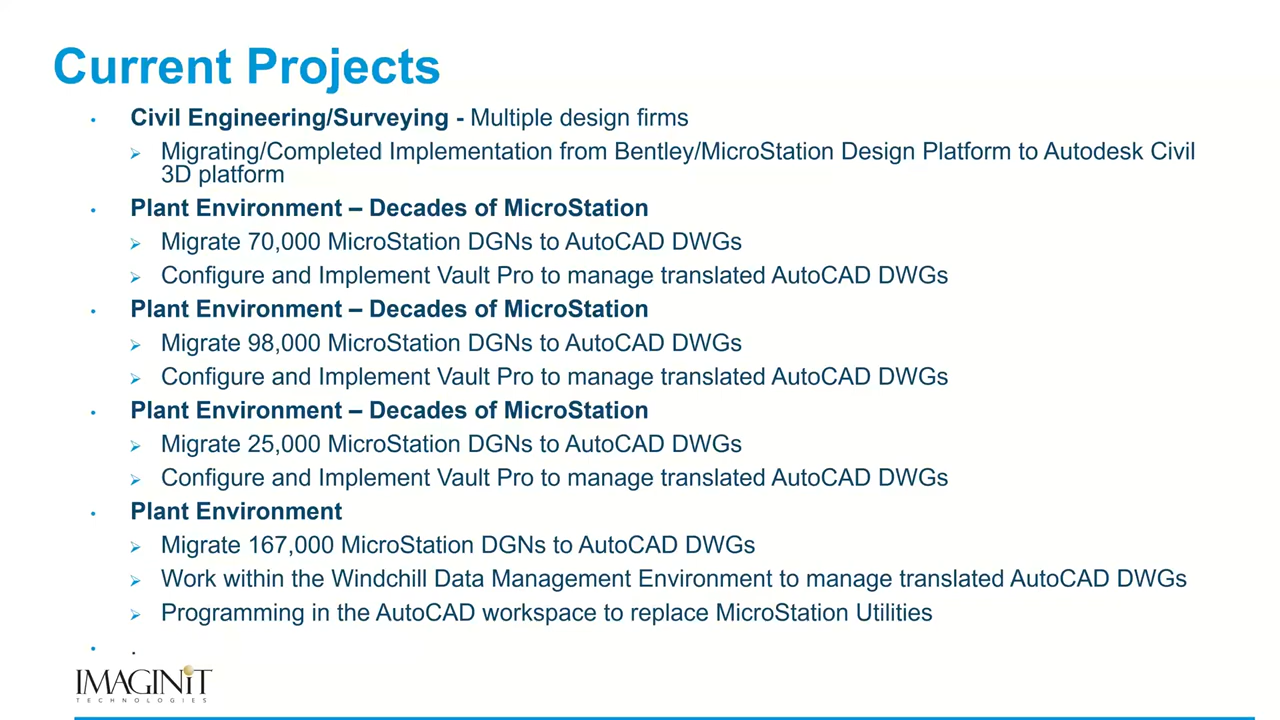 Current Projects
• Civil Engineering/Surveying - Multiple design firms
➢ Migrating/Completed Implementation from Bentley/MicroStation Design Platform to Autodesk Civil
3D platform
• Plant Environment – Decades of MicroStation
➢ Migrate 70,000 MicroStation DGNs to AutoCAD DWGs
➢ Configure and Implement Vault Pro to manage translated AutoCAD DWGs
• Plant Environment – Decades of MicroStation
➢ Migrate 98,000 MicroStation DGNs to AutoCAD DWGs
➢ Configure and Implement Vault Pro to manage translated AutoCAD DWGs
• Plant Environment – Decades of MicroStation
➢ Migrate 25,000 MicroStation DGNs to AutoCAD DWGs
➢ Configure and Implement Vault Pro to manage translated AutoCAD DWGs
• Plant Environment
➢ Migrate 167,000 MicroStation DGNs to AutoCAD DWGs
➢ Work within the Windchill Data Management Environment to manage translated AutoCAD DWGs
➢ Programming in the AutoCAD workspace to replace MicroStation Utilities
• .
IMAGINiT
TECHNOLOGIES